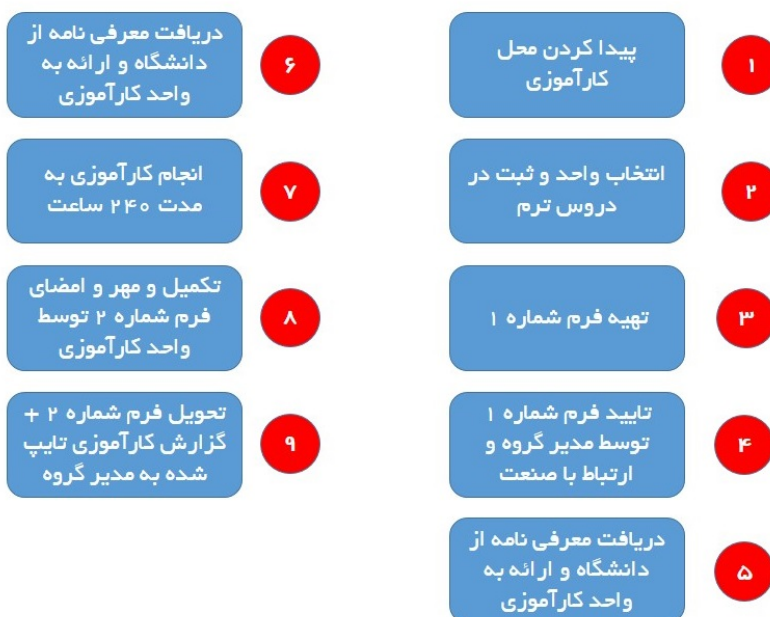 ۱
پیدا کردن محل
کارآموزی
۲
انتخاب واحد و ثبت در
دروس ترم
۳
تهیه فرم شماره ۱
۴
تایید فرم شماره ۱
توسط مدیر گروه و
ارتباط با صنعت
۵
دریافت معرفی نامه از
دانشگاه و ارائه به
واحد کارآموزی
۶
دریافت معرفی نامه از
دانشگاه و ارائه به
واحد کارآموزی
۷
انجام کارآموزی به
مدت ۲۴۰ ساعت
۸
تکمیل و مهر و امضای
فرم شماره ۲ توسط
واحد کارآموزی
۹
تحویل فرم شماره ۲ +
گزارش کارآموزی تایپ
شده به مدیر گروه